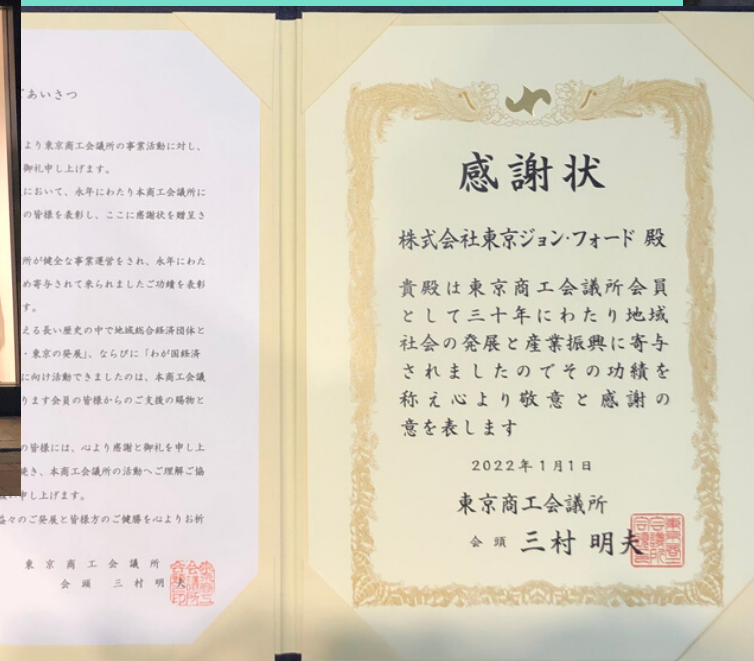 ごあいさつ
より東京商工会議所の事業活動に対し、
御礼申し上げます。
において、永年にわたり本商工会議所に
の皆様を表彰し、ここに感謝状を贈呈さ
所が健全な事業運営をされ、永年にわた
め寄与されて来られましたご功績を表彰
す。
える長い歴史の中で地域総合経済団体と
・東京の発展」、ならびに「わが国経済
に向け活動できましたのは、本商工会議
ります会員の皆様からのご支援の賜物と
の皆様には、心より感謝と御礼を申し上
続き、本商工会議所の活動へご理解ご協
申し上げます。
益々のご発展と皆様方のご健勝を心よりお祈
東京商工会議所
会頭 三村明夫
感謝状
株式会社東京ジョン・フォード 殿
貴殿は東京商工会議所会員
として三十年にわたり地域
社会の発展と産業振興に寄与
されましたのでその功績を
称え心より敬意と感謝の
意を表します
2022年1月1日
東京商工会議所
会頭 三村明夫